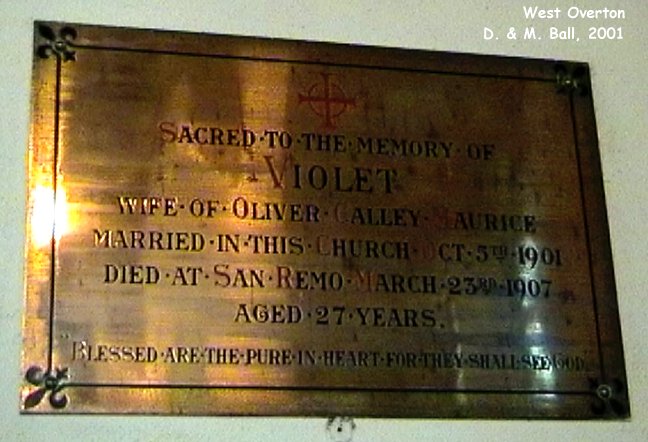 West Overton
D. & M. Ball, 2001
SACRED·TO·THE·MEMORY·OF
·VIOLET·
WIFE·OF·OLIVER·CALLEY·MAURICE
MARRIED·IN·THIS·CHURCH·OCT·5TH·1901
DIED·AT·SAN·REMO·MARCH·23RD·1907
AGED·27·YEARS.
BLESSED·ARE·THE·PURE·IN·HEART·FOR·THEY·SHALL·SEE·GOD.